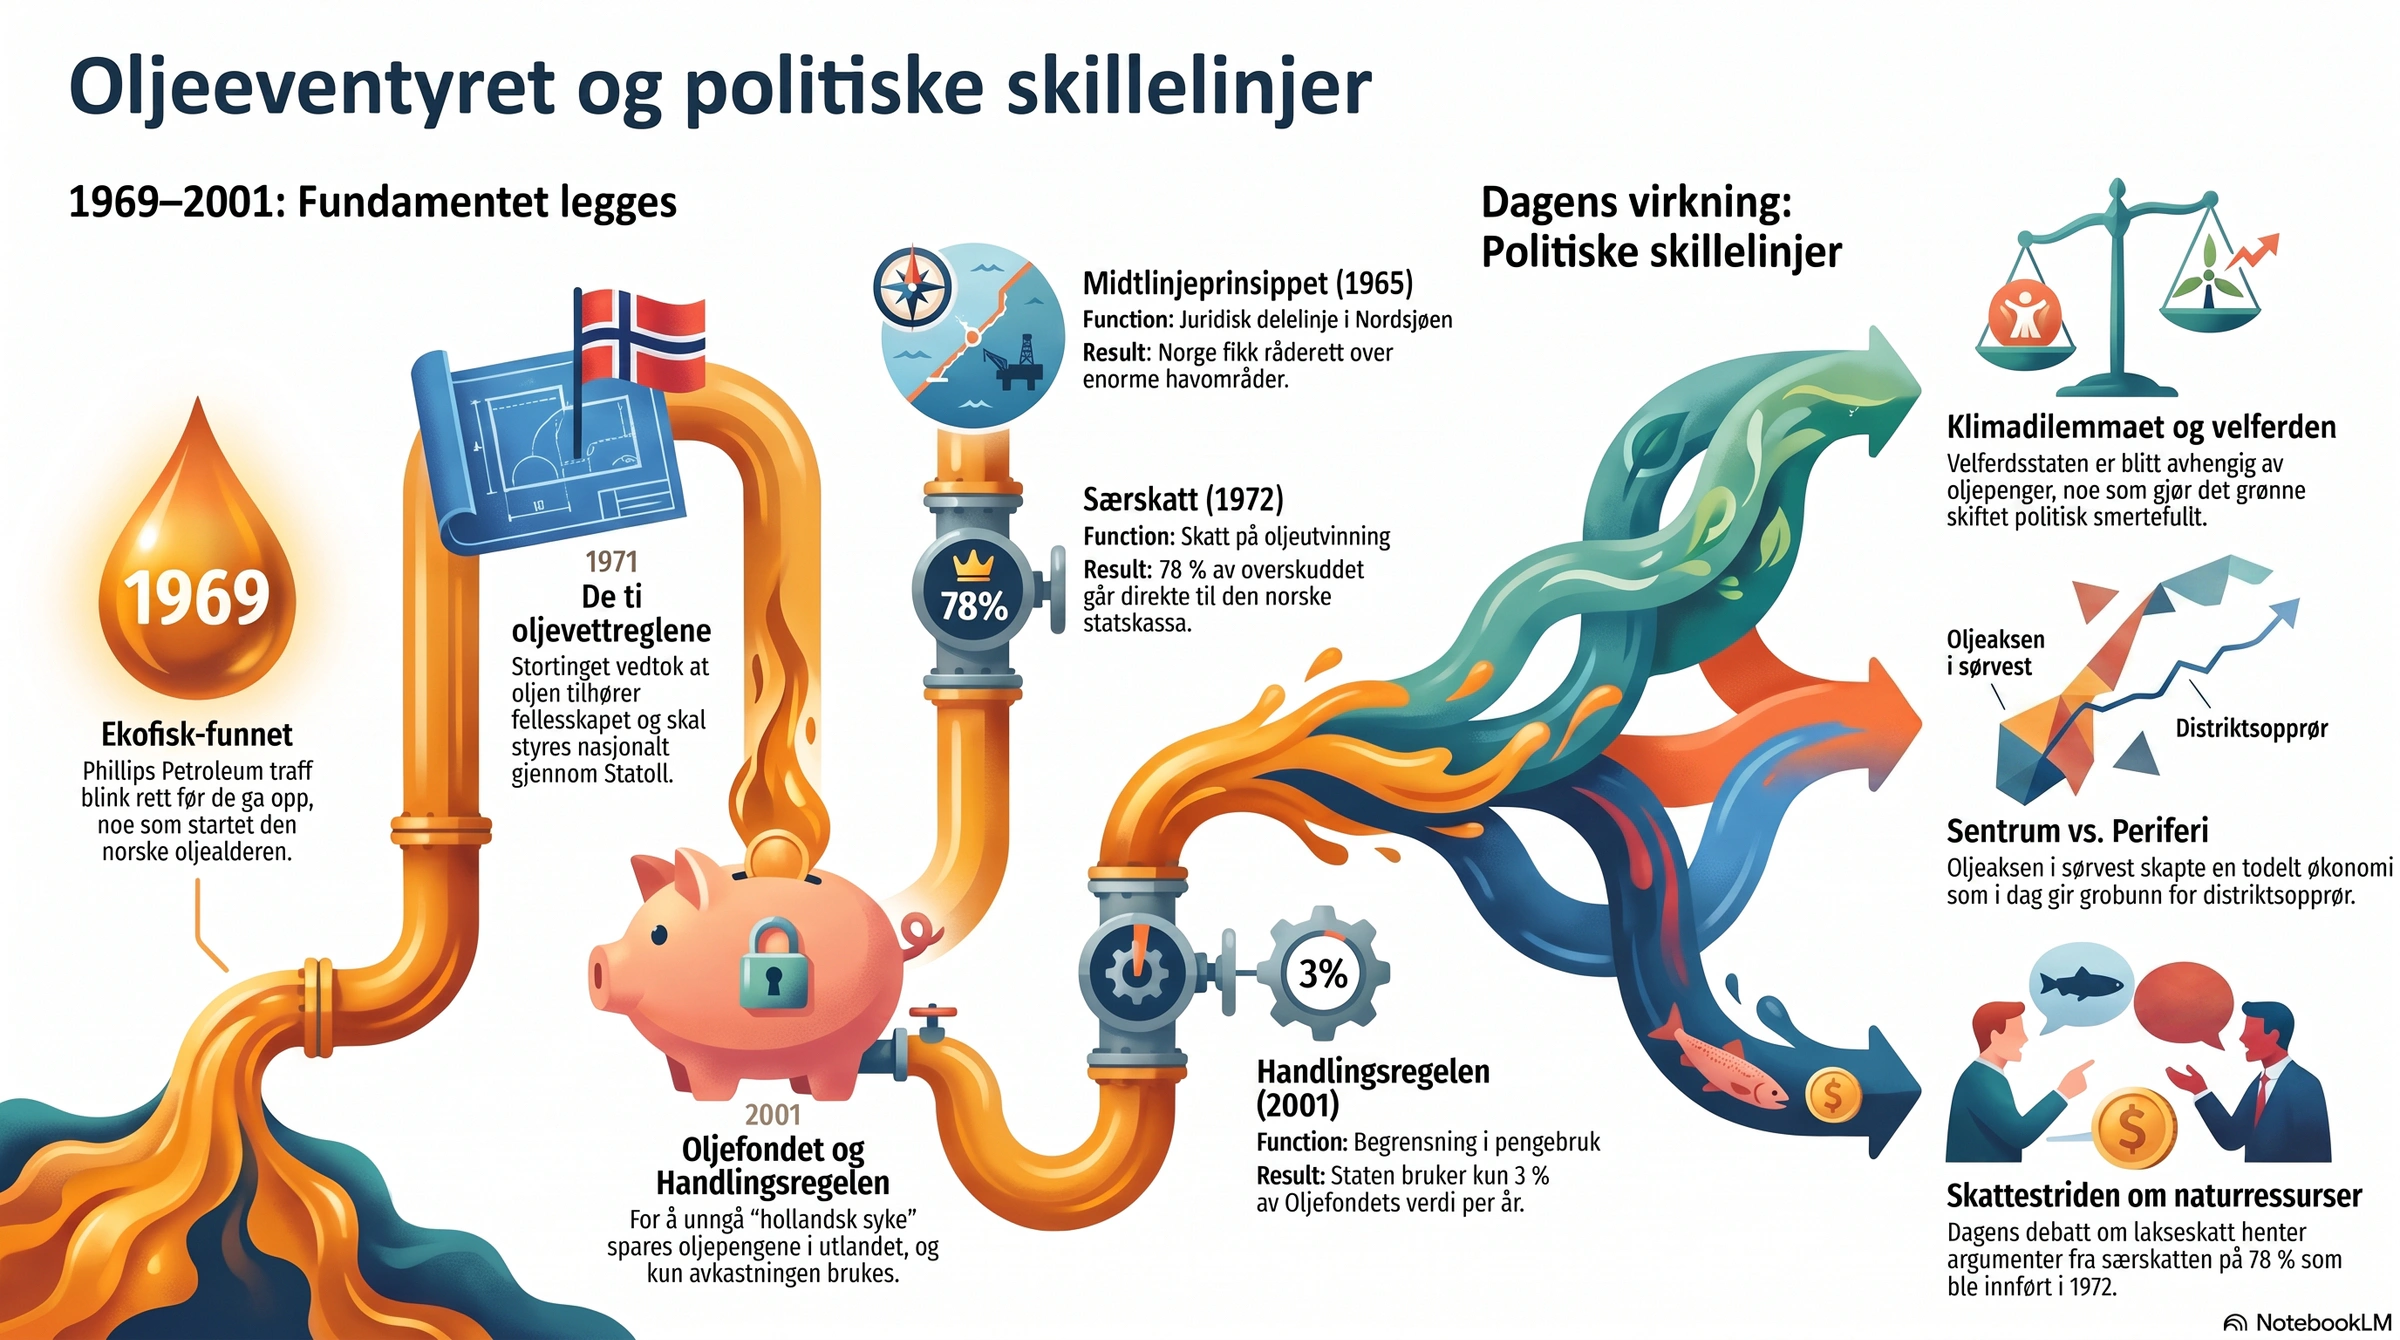 Oljeeventyret og politiske skillelinjer
1969–2001: Fundamentet legges
1969
Ekofisk-funnet
Phillips Petroleum traff
blink rett før de ga opp,
noe som startet den
norske oljealderen.
1971
De ti
oljevettreglene
Stortinget vedtok at
oljen tilhører
fellesskapet og skal
styres nasjonalt
gjennom Statoll.
2001
Oljefondet og
Handlingsregelen
For å unngå “hollandsk syke”
spares oljepengene i utlandet, og
kun avkastningen brukes.
Midtlinjeprinsippet (1965)
Function: Juridisk delelinje i Nordsjøen
Result: Norge fikk råderett over
enorme havområder.
78%
Særskatt (1972)
Function: Skatt på oljeutvinning
Result: 78 % av overskuddet
går direkte til den norske
statskassa.
3%
Handlingsregelen
(2001)
Function: Begrensning i pengebruk
Result: Staten bruker kun 3 %
av Oljefondets verdi per år.
Dagens virkning:
Politiske skillelinjer
Klimadilemmaet og velferden
Velferdsstaten er blitt avhengig av
oljepenger, noe som gjør det grønne
skiftet politisk smertefullt.
Oljeaksen
i sørvest
Distriktsopprør
Sentrum vs. Periferi
Oljeaksen i sørvest skapte en todelt økonomi
som i dag gir grobunn for distriktsopprør.
$
$
Skattestriden om naturressurser
Dagens debatt om lakseskatt henter
argumenter fra særskatten på 78 % som
ble innført i 1972.
NotebookLM